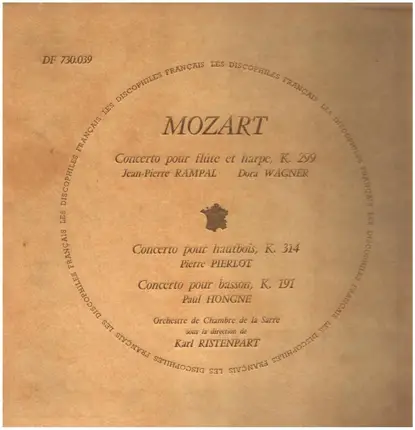 DF 730.039
LES DISCOPHILES FRANÇAIS LES DISCOPHILES FRANÇAIS LES DISCOPHILES FRANÇAIS LES DISCOPHILES FRANÇAIS LES DISCOPHILES FRANÇAIS LES DISCOPHILES FRANÇAIS
MOZART
Concerto pour flûte et harpe, K. 299
Jean-Pierre RAMPAL Dora WAGNER
Concerto pour hautbois, K. 314
Pierre PIERLOT
Concerto pour basson, K. 191
Paul HONGNE
Orchestre de Chambre de la Sarre
sous la direction de
Karl RISTENPART